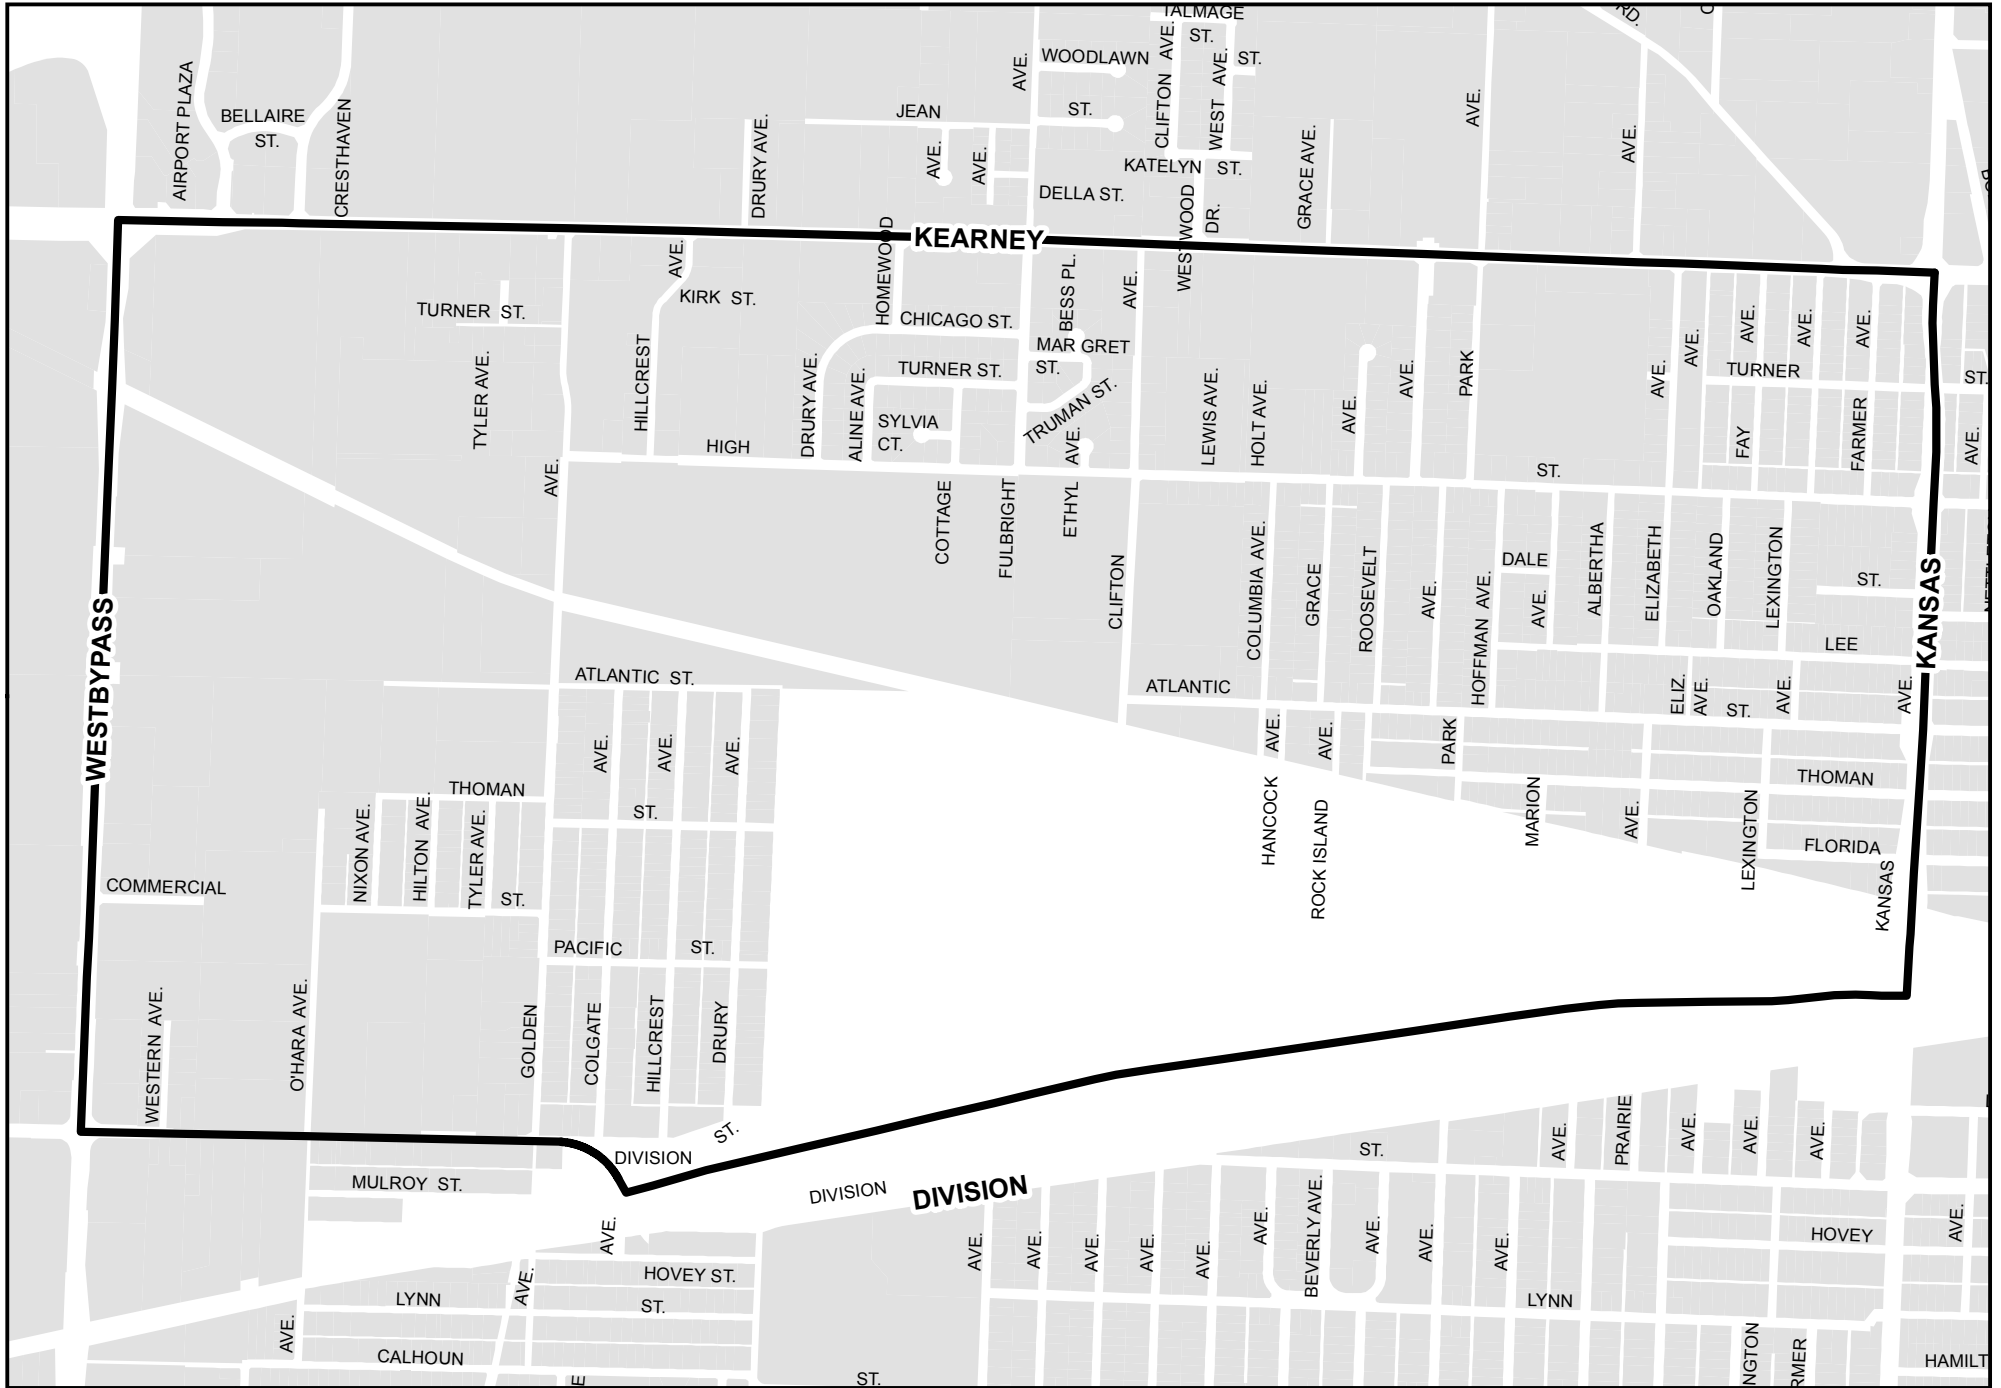 TALMAGE
ST.
WOODLAWN
AVE.
AVE.
ST.
CLIFTON
AVE.
WEST
RD.
AIRPORT PLAZA
BELLAIRE
ST.
CRESTHAVEN
DRURY AVE.
JEAN
ST.
AVE.
AVE.
KATELYN ST.
DELLA ST.
GRACE AVE.
AVE.
AVE.
WESTWOOD
DR.
HOMEWOOD
KEARNEY
AVE.
KIRK ST.
TURNER ST.
CHICAGO ST.
BESS PL.
AVE.
MAR GRET
ST.
HILLCREST
TYLER AVE.
DRURY AVE.
ALINE AVE.
TURNER ST.
SYLVIA
CT.
TRUMAN ST.
LEWIS AVE.
HOLT AVE.
AVE.
AVE.
PARK
AVE.
AVE.
AVE.
AVE.
AVE.
TURNER
ST.
FAY
FARMER
AVE.
HIGH
ST.
AVE.
AVE.
COTTAGE
FULBRIGHT
ETHYL
CLIFTON
COLUMBIA AVE.
GRACE
ROOSEVELT
AVE.
HOFFMAN AVE.
DALE
AVE.
ALBERTHA
ELIZABETH
OAKLAND
LEXINGTON
ST.
KANSAS
LEE
WESTBYPASS
ATLANTIC ST.
ATLANTIC
ST.
ELIZ.
AVE.
AVE.
AVE.
AVE.
AVE.
AVE.
AVE.
AVE.
PARK
THOMAN
ST.
THOMAN
HANCOCK
ROCK ISLAND
MARION
AVE.
LEXINGTON
FLORIDA
KANSAS
NIXON AVE.
HILTON AVE.
TYLER AVE.
ST.
COMMERCIAL
PACIFIC
ST.
WESTERN AVE.
O'HARA AVE.
GOLDEN
COLGATE
HILLCREST
DRURY
ST.
DIVISION
MULROY ST.
DIVISION
DIVISION
ST.
AVE.
PRAIRIE
AVE.
AVE.
AVE.
AVE.
AVE.
AVE.
AVE.
AVE.
AVE.
AVE.
BEVERLY AVE.
AVE.
AVE.
AVE.
HOVEY
AVE.
HOVEY ST.
AVE.
LYNN
ST.
LYNN
AVE.
CALHOUN
ST.
NGTON
RMER
HAMILT